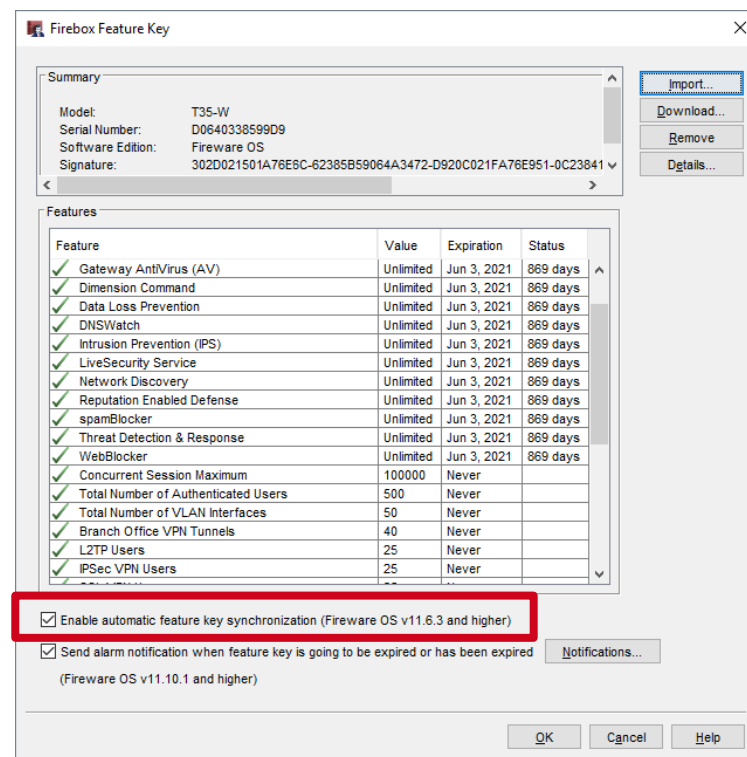 Firebox Feature Key
Summary
Import...
Model: T35-W
Download...
Serial Number: D0640338599D9
Software Edition: Fireware OS
Remove
Signature: 302D021501A76E6C-62385B59064A3472-D920C021FA76E951-0C23841
Details...
Features
Feature Value Expiration Status
Gateway AntiVirus (AV) Unlimited Jun 3, 2021 869 days
Dimension Command Unlimited Jun 3, 2021 869 days
Data Loss Prevention Unlimited Jun 3, 2021 869 days
DNSWatch Unlimited Jun 3, 2021 869 days
Intrusion Prevention (IPS) Unlimited Jun 3, 2021 869 days
LiveSecurity Service Unlimited Jun 3, 2021 869 days
Network Discovery Unlimited Jun 3, 2021 869 days
Reputation Enabled Defense Unlimited Jun 3, 2021 869 days
spamBlocker Unlimited Jun 3, 2021 869 days
Threat Detection & Response Unlimited Jun 3, 2021 869 days
WebBlocker Unlimited Jun 3, 2021 869 days
Concurrent Session Maximum 100000 Never
Total Number of Authenticated Users 500 Never
Total Number of VLAN Interfaces 50 Never
Branch Office VPN Tunnels 40 Never
L2TP Users 25 Never
IPSec VPN Users 25 Never
Enable automatic feature key synchronization (Fireware OS v11.6.3 and higher)
Send alarm notification when feature key is going to be expired or has been expired Notifications...
(Fireware OS v11.10.1 and higher)
OK Cancel Help